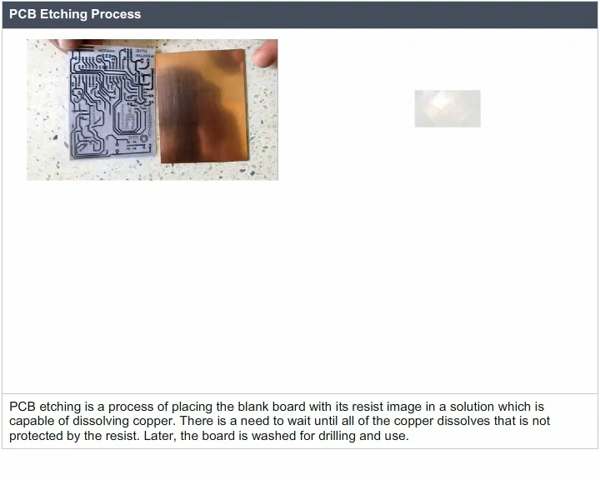 PCB Etching Process
PCB etching is a process of placing the blank board with its resist image in a solution which is
capable of dissolving copper. There is a need to wait until all of the copper dissolves that is not
protected by the resist. Later, the board is washed for drilling and use.